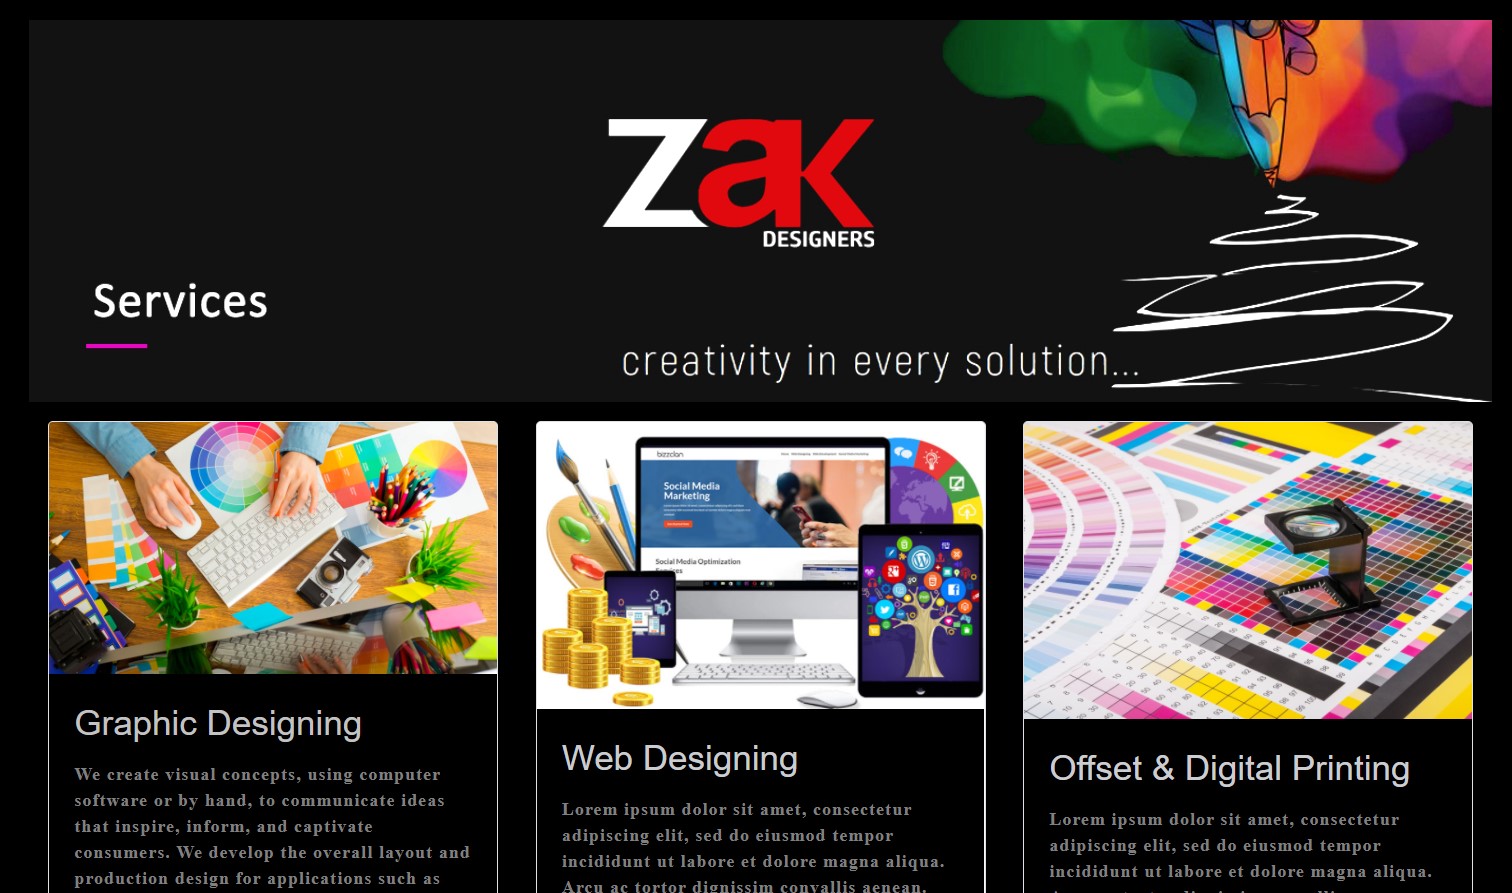 Zak
DESIGNERS
Services
creativity in every solution...
bizzclan
Social Media
Marketing
Social Media Optimization
Services
Graphic Designing
We create visual concepts, using computer
software or by hand, to communicate ideas
that inspire, inform, and captivate
consumers. We develop the overall layout and
production design for applications such as
Web Designing
Lorem ipsum dolor sit amet, consectetur
adipiscing elit, sed do eiusmod tempor
incididunt ut labore et dolore magna aliqua.
Arcu ac tortor dignissim convallis aenean.
Offset & Digital Printing
Lorem ipsum dolor sit amet, consectetur
adipiscing elit, sed do eiusmod tempor
incididunt ut labore et dolore magna aliqua.